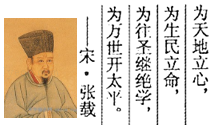 为天地立心，
为生民立命，
为往圣继绝学，
为万世开太平。
——宋·张载